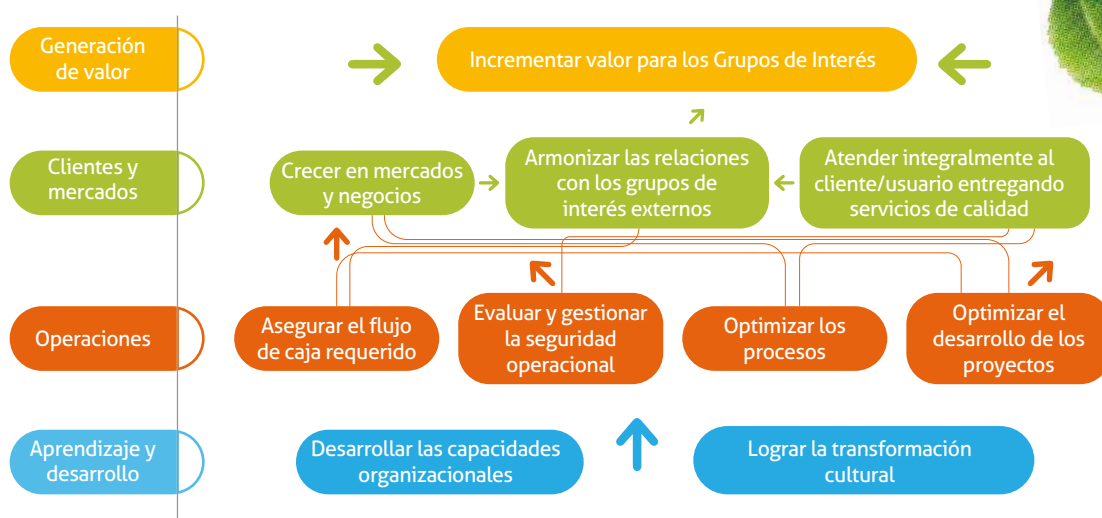 Generación
de valor
Incrementar valor para los Grupos de Interés
Clientes y
mercados
Crecer en mercados
y negocios
Armonizar las relaciones
con los grupos de
interés externos
Atender integralmente al
cliente/usuario entregando
servicios de calidad
Operaciones
Asegurar el flujo
de caja requerido
Evaluar y gestionar
la seguridad
operacional
Optimizar los
procesos
Optimizar el
desarrollo de los
proyectos
Aprendizaje y
desarrollo
Desarrollar las capacidades
organizacionales
Lograr la transformación
cultural